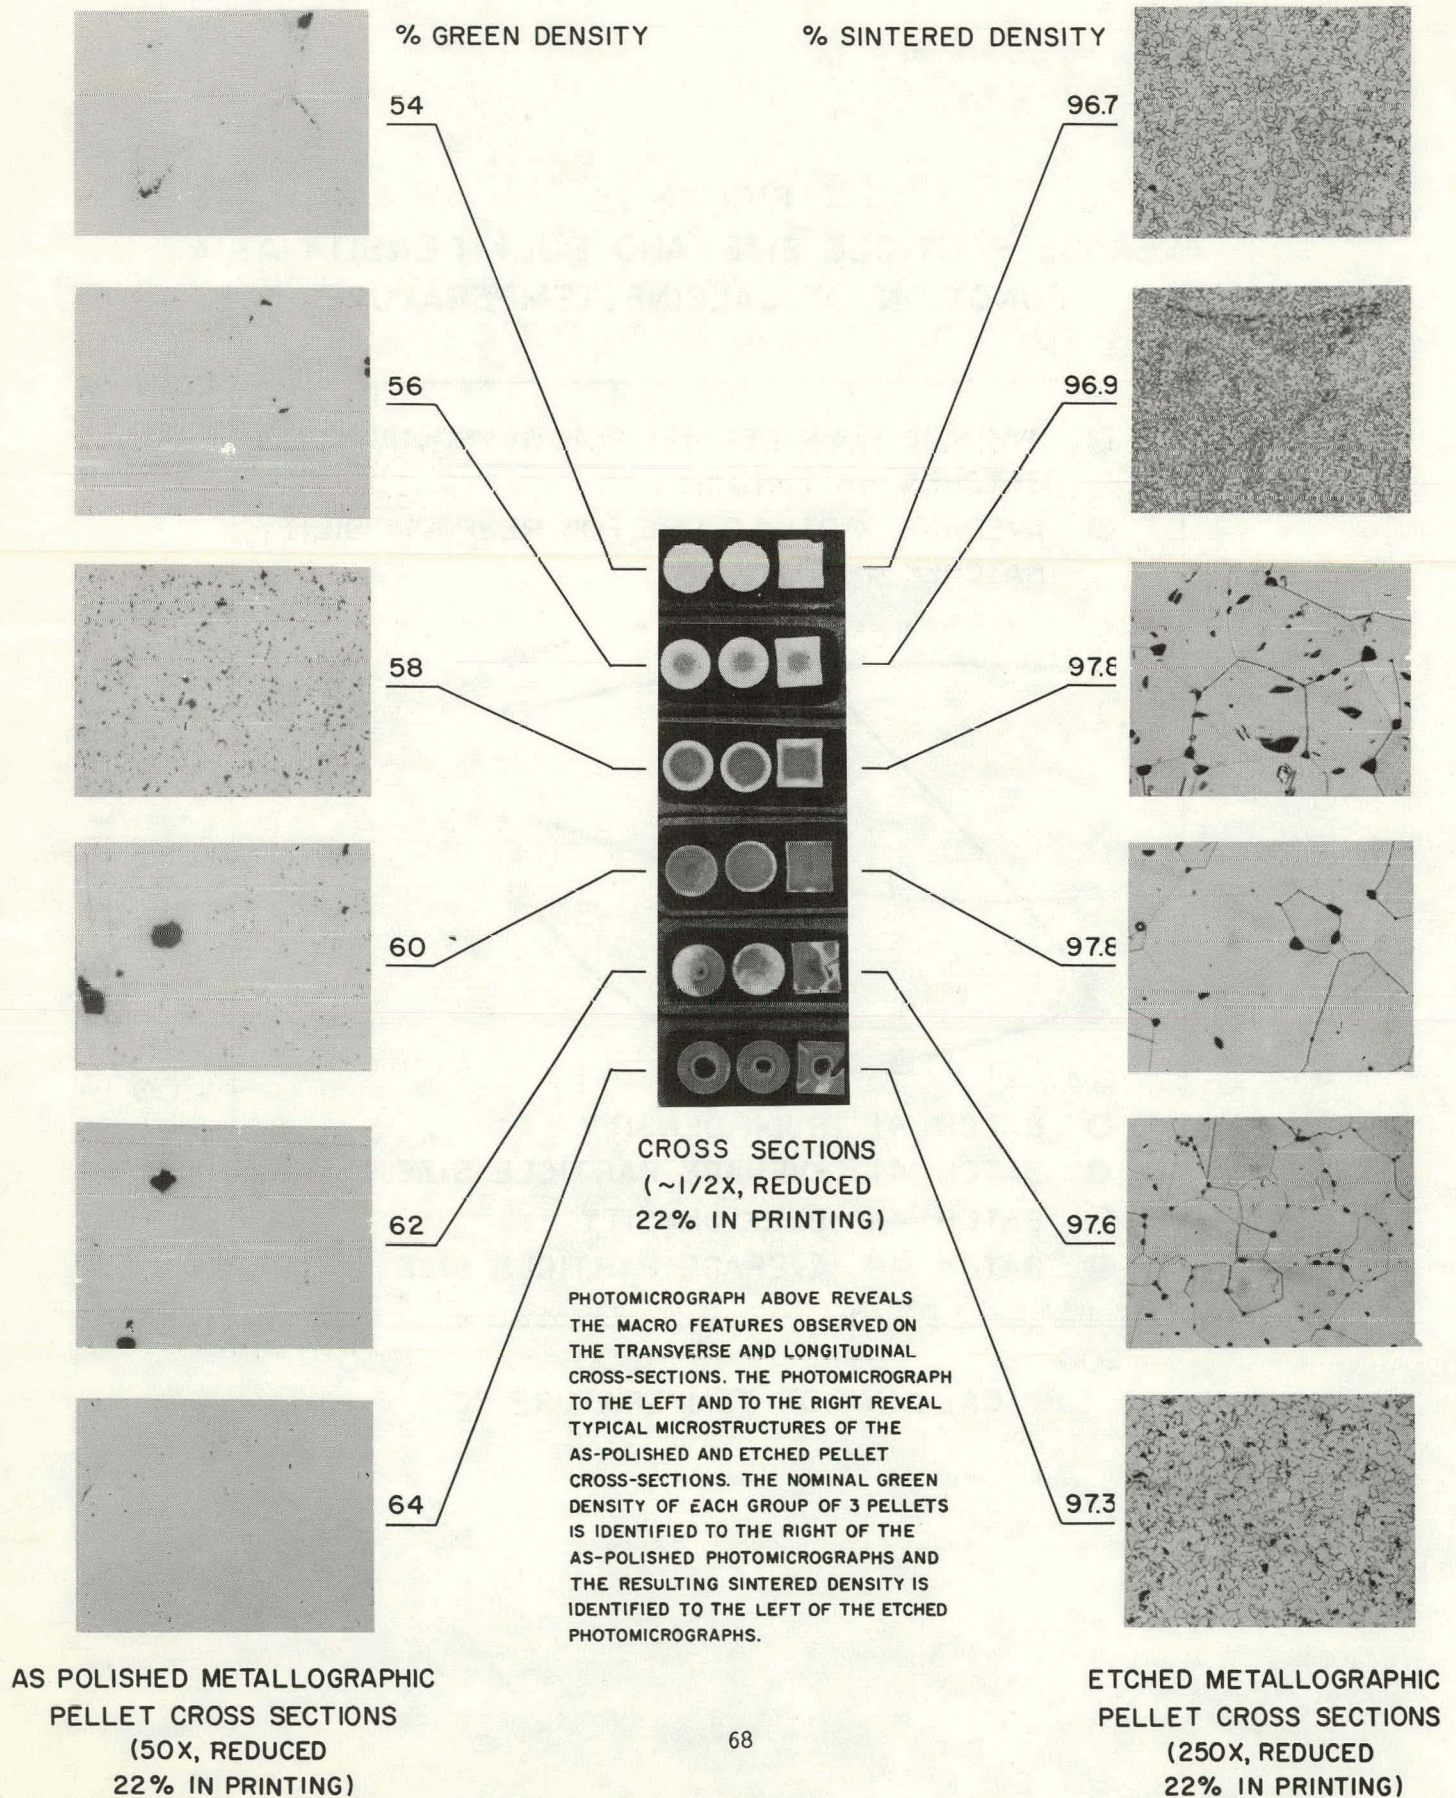 % GREEN DENSITY
% SINTERED DENSITY
54
96.7
56
96.9
58
97.8
60
97.8
62
97.6
64
97.3
CROSS SECTIONS
(~1/2X, REDUCED
22% IN PRINTING)
PHOTOMICROGRAPH ABOVE REVEALS
THE MACRO FEATURES OBSERVED ON
THE TRANSVERSE AND LONGITUDINAL
CROSS-SECTIONS. THE PHOTOMICROGRAPH
TO THE LEFT AND TO THE RIGHT REVEAL
TYPICAL MICROSTRUCTURES OF THE
AS-POLISHED AND ETCHED PELLET
CROSS-SECTIONS. THE NOMINAL GREEN
DENSITY OF EACH GROUP OF 3 PELLETS
IS IDENTIFIED TO THE RIGHT OF THE
AS-POLISHED PHOTOMICROGRAPHS AND
THE RESULTING SINTERED DENSITY IS
IDENTIFIED TO THE LEFT OF THE ETCHED
PHOTOMICROGRAPHS.
AS POLISHED METALLOGRAPHIC
PELLET CROSS SECTIONS
(50X, REDUCED
22% IN PRINTING)
ETCHED METALLOGRAPHIC
PELLET CROSS SECTIONS
(250X, REDUCED
22% IN PRINTING)
68